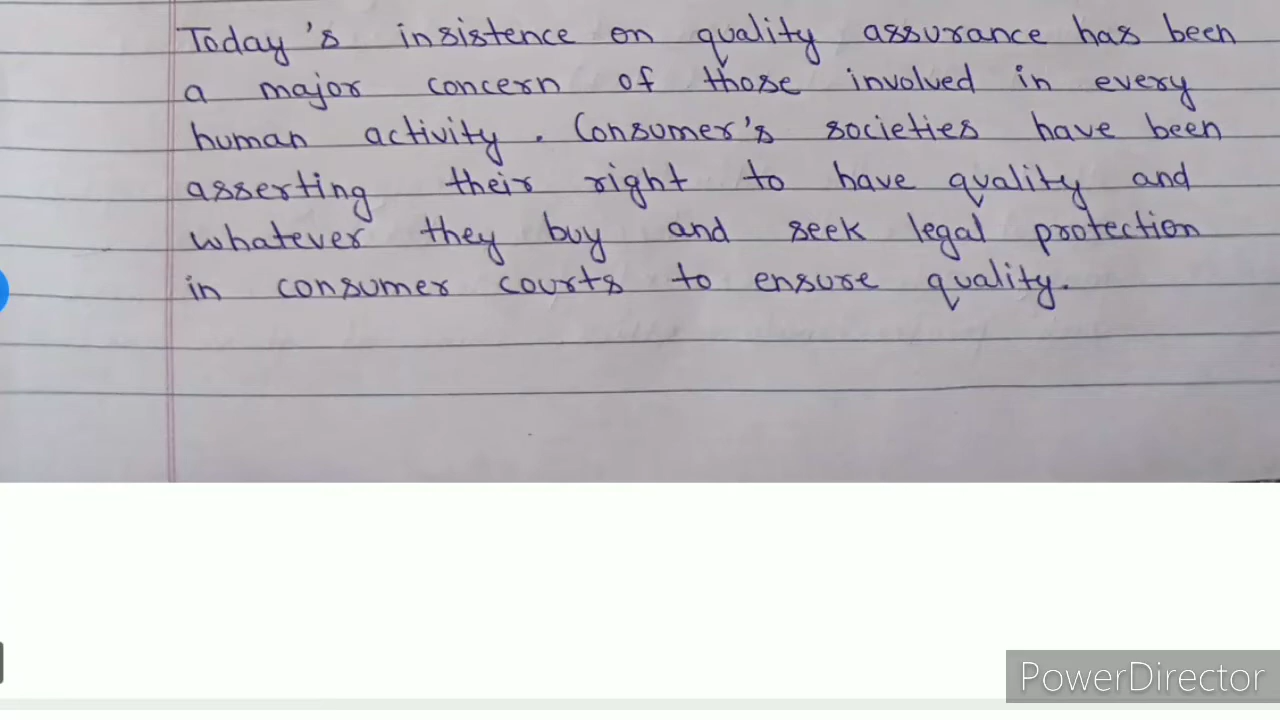 Today's insistence on quality assurance has been
a major concern of those involved in every
human activity. Consumer's societies have been
asserting their right to have quality and
whatever they buy and seek legal protection
in consumer courts to ensure quality.
PowerDirector